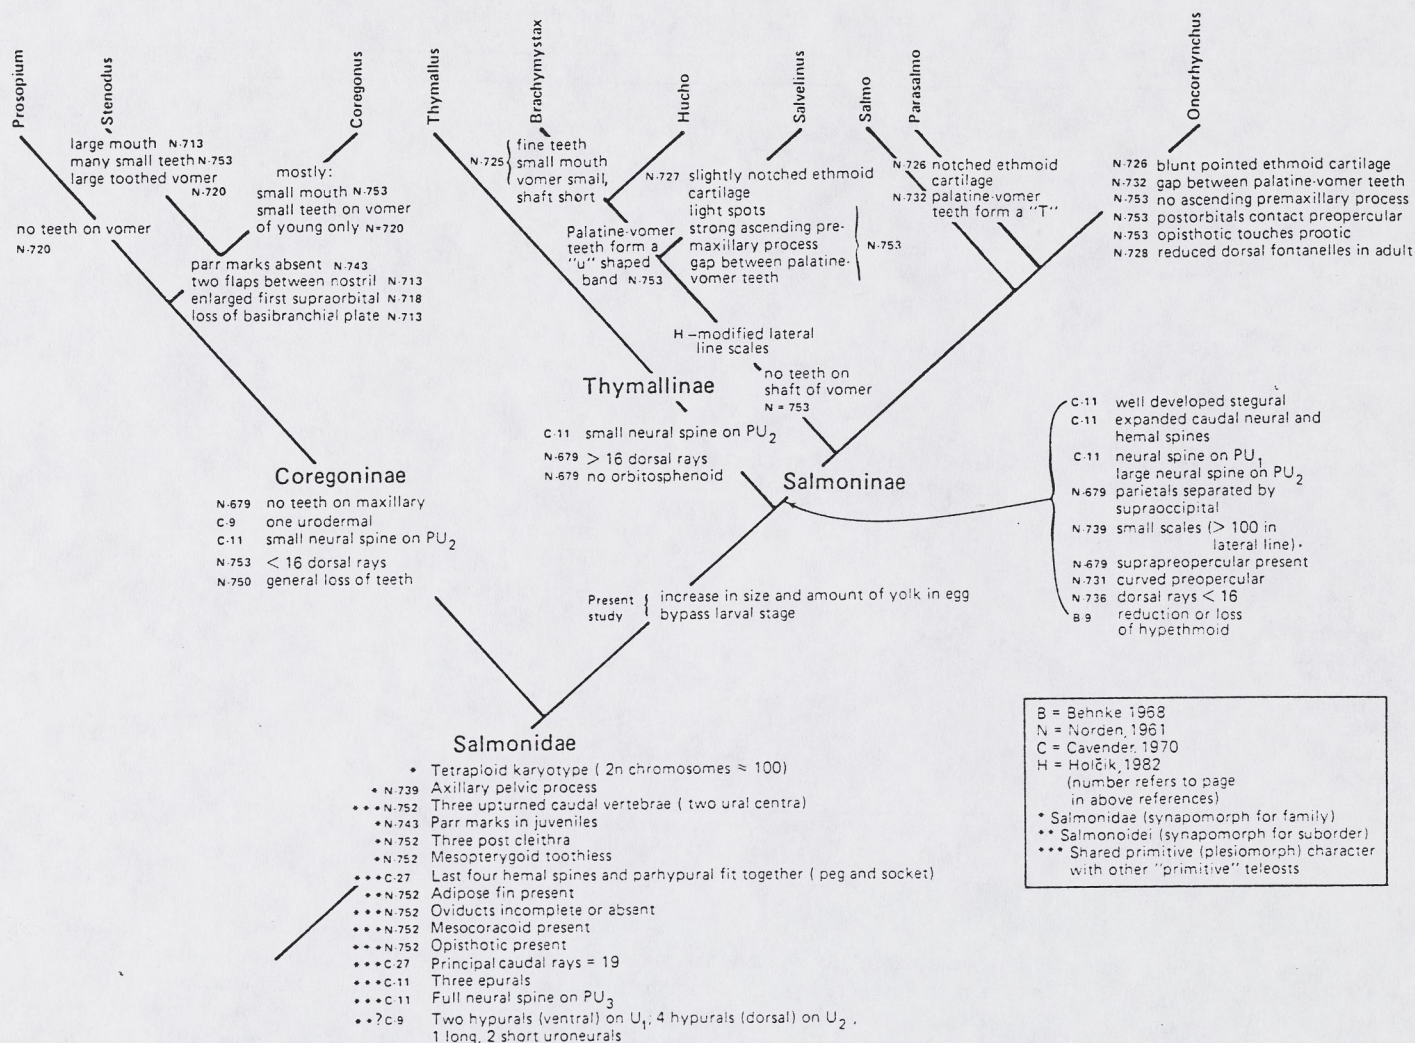 Prosopium
Stenodus
Coregonus
Thymallus
Brachymystax
Hucho
Salvelinus
Salmo
Parasalmo
Oncorhynchus
large mouth N-713
many small teeth N-753
large toothed vomer
N-720
mostly:
small mouth N-753
small teeth on vomer
of young only N=720
no teeth on vomer
N-720
parr marks absent N-743
two flaps between nostril N-713
enlarged first supraorbital N-718
loss of basibranchial plate N-713
N-725
fine teeth
small mouth
vomer small,
shaft short
Palatine-vomer
teeth form a
"u" shaped
band N-753
N-727 slightly notched ethmoid
cartilage
light spots
strong ascending pre-
maxillary process
gap between palatine-
vomer teeth
N-753
N-726 notched ethmoid
cartilage
N-732 palatine-vomer
teeth form a "T"
N-726 blunt pointed ethmoid cartilage
N-732 gap between palatine-vomer teeth
N-753 no ascending premaxillary process
N-753 postorbitals contact preopercular
N-753 opisthotic touches prootic
N-728 reduced dorsal fontanelles in adult
H-modified lateral
line scales
no teeth on
shaft of vomer
N = 753
Thymallinae
C-11 small neural spine on PU2
N-679 > 16 dorsal rays
N-679 no orbitosphenoid
Coregoninae
N-679 no teeth on maxillary
C-9 one urodermal
C-11 small neural spine on PU2
N-753 < 16 dorsal rays
N-750 general loss of teeth
Salmoninae
C-11 well developed stegural
C-11 expanded caudal neural and
hemal spines
C-11 neural spine on PU1
large neural spine on PU2
N-679 parietals separated by
supraoccipital
N-739 small scales (> 100 in
lateral line).
N-679 suprapreopercular present
N-731 curved preopercular
N-736 dorsal rays < 16
B-9 reduction or loss
of hypethmoid
Present
study
increase in size and amount of yolk in egg
bypass larval stage
Salmonidae
* Tetraploid karyotype ( 2n chromosomes ≈ 100)
* N-739 Axillary pelvic process
* * * N-752 Three upturned caudal vertebrae ( two ural centra)
* N-743 Parr marks in juveniles
* N-752 Three post cleithra
* N-752 Mesopterygoid toothless
* * * C-27 Last four hemal spines and parhypural fit together ( peg and socket)
* * * N-752 Adipose fin present
* * * N-752 Oviducts incomplete or absent
* * * N-752 Mesocoracoid present
* * * N-752 Opisthotic present
* * * C-27 Principal caudal rays = 19
* * * C-11 Three epurals
* * * C-11 Full neural spine on PU3
* * ? C-9 Two hypurals (ventral) on U1; 4 hypurals (dorsal) on U2 ,
1 long, 2 short uroneurals
B = Behnke 1968
N = Norden, 1961
C = Cavender, 1970
H = Holčik, 1982
(number refers to page
in above references)
* Salmonidae (synapomorph for family)
** Salmonoidei (synapomorph for suborder)
*** Shared primitive (plesiomorph) character
with other "primitive" teleosts